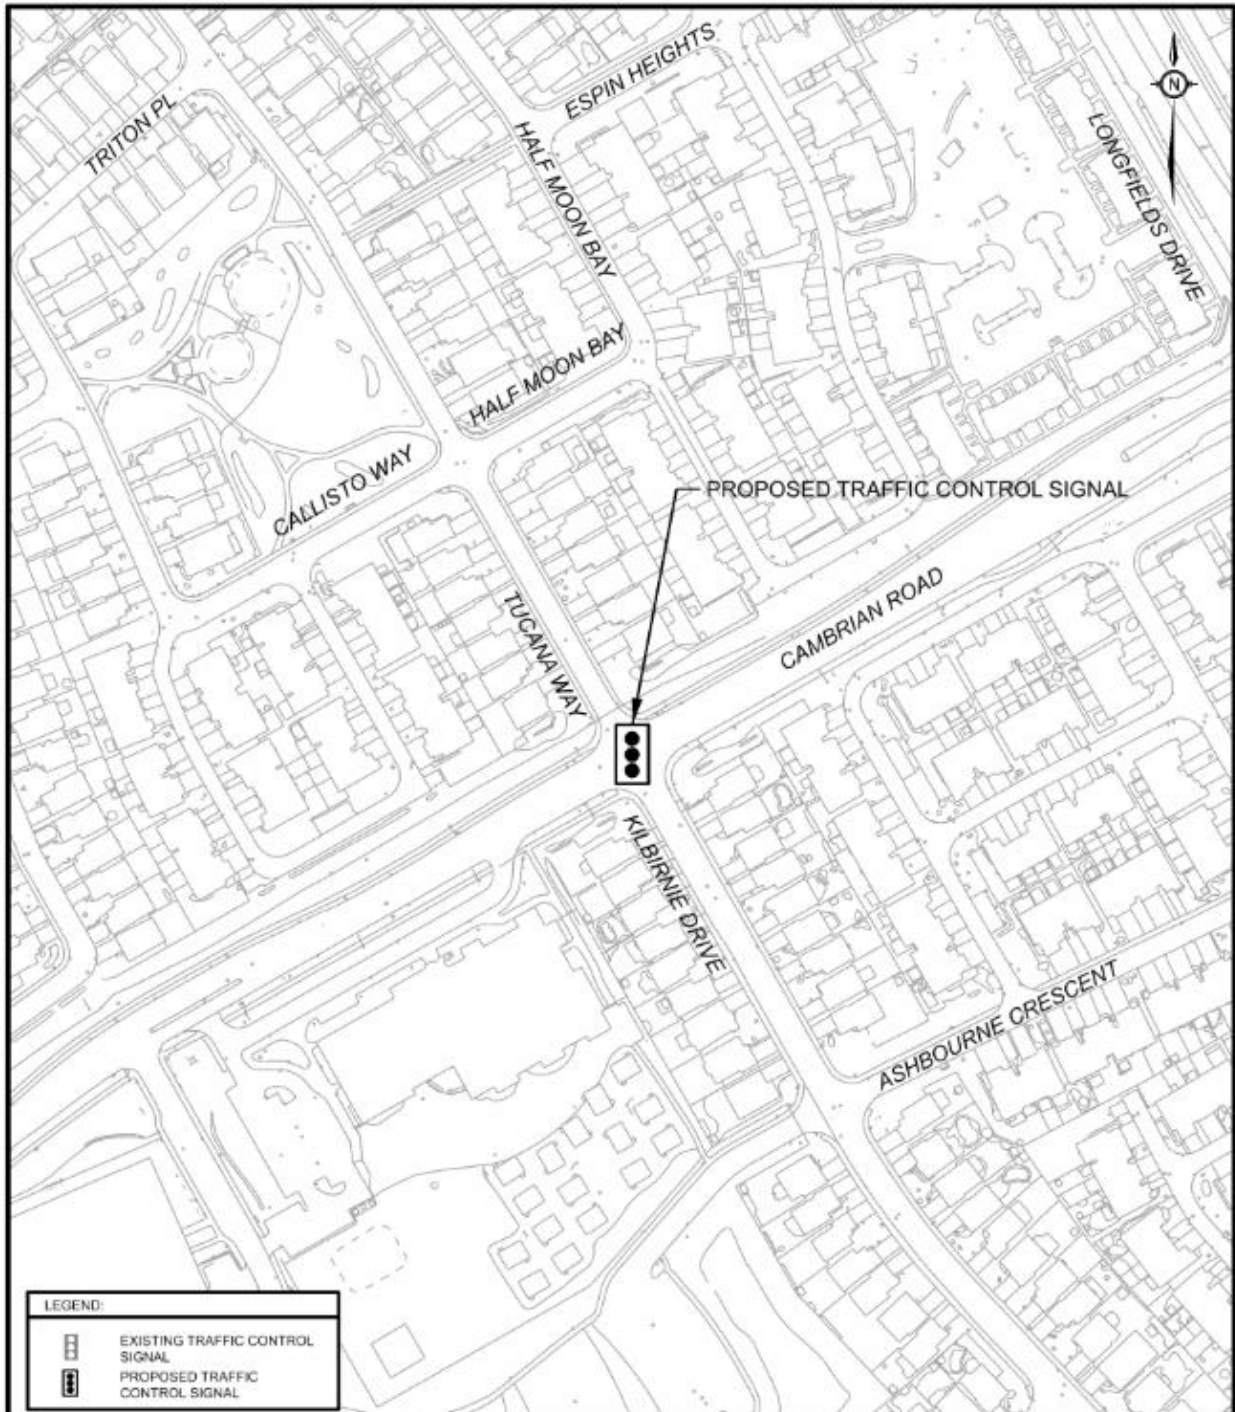 ESPIN HEIGHTS
N
TRITON PL
HALF MOON BAY
LONGFIELDS DRIVE
HALF MOON BAY
CALLISTO WAY
PROPOSED TRAFFIC CONTROL SIGNAL
TUCANA WAY
CAMBRIAN ROAD
KILBIRNIE DRIVE
ASHBOURNE CRESCENT
LEGEND:
EXISTING TRAFFIC CONTROL
SIGNAL
PROPOSED TRAFFIC
CONTROL SIGNAL